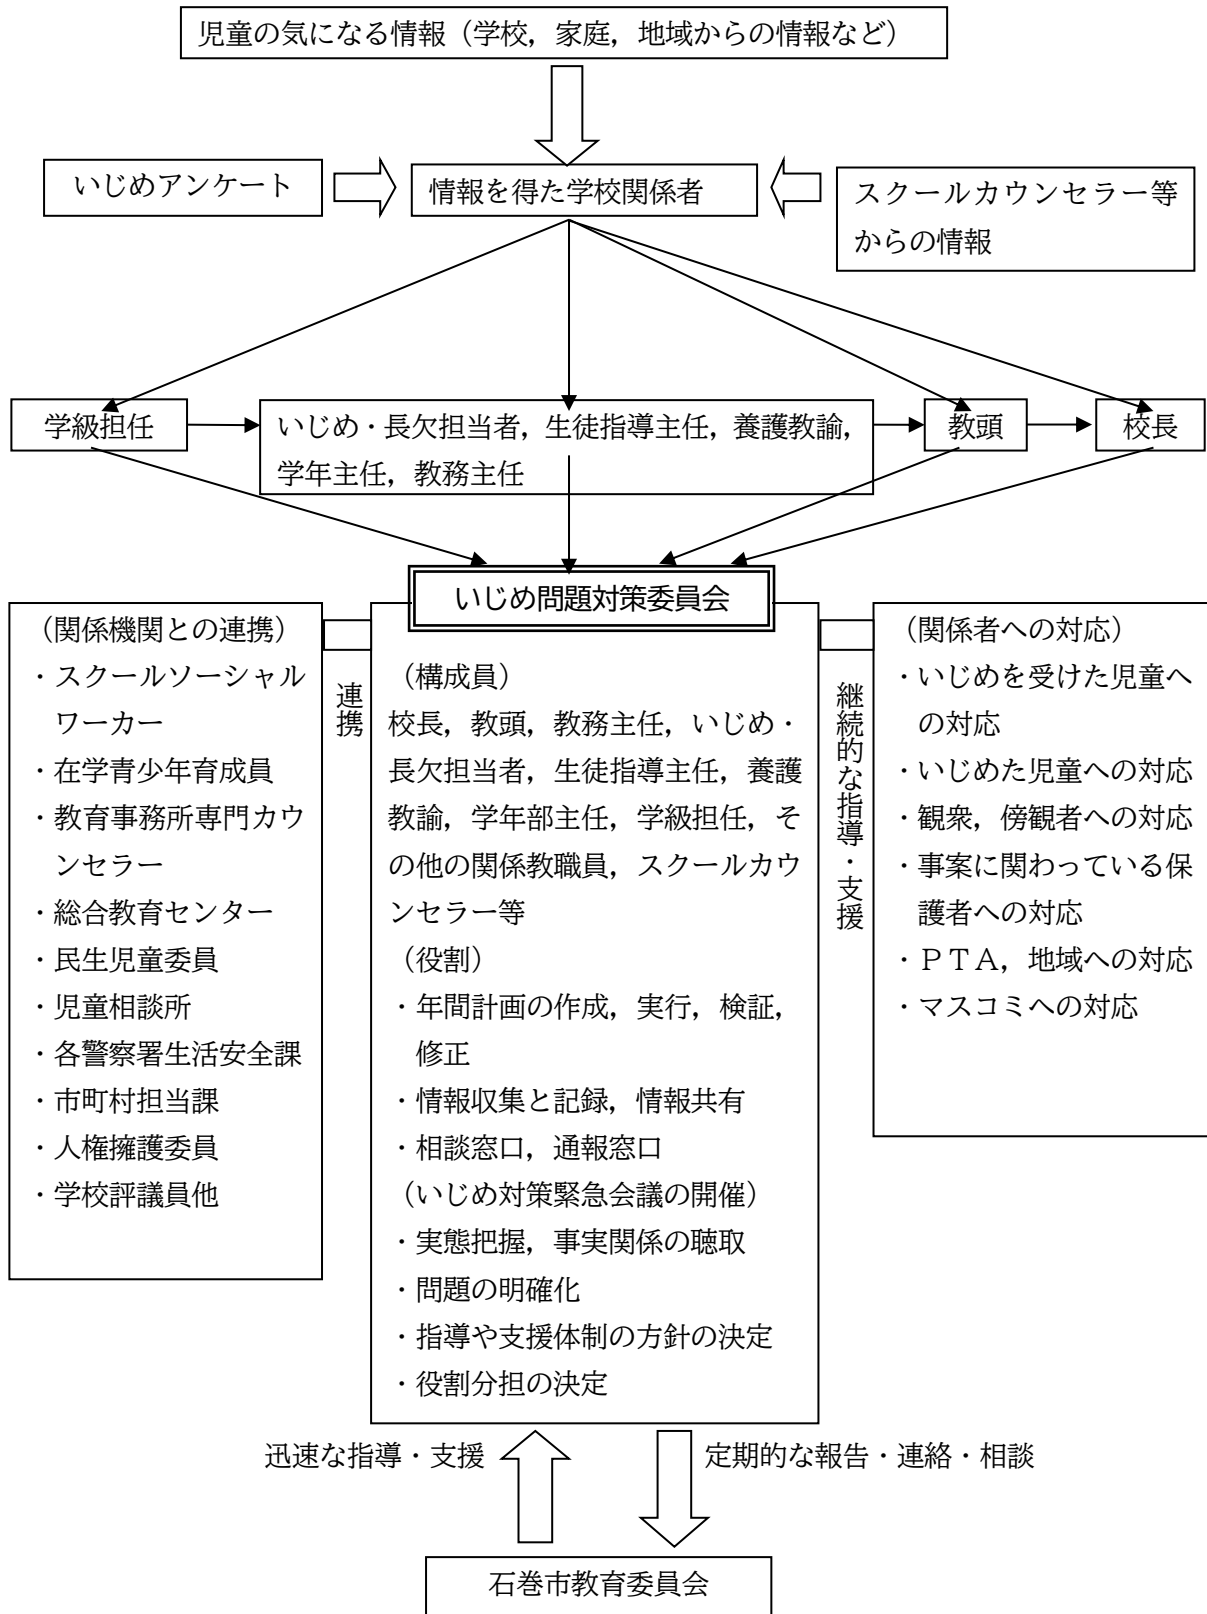 児童の気になる情報（学校，家庭，地域からの情報など）
いじめアンケート
情報を得た学校関係者
スクールカウンセラー等
からの情報
学級担任
いじめ・長欠担当者，生徒指導主任，養護教諭，
学年主任，教務主任
教頭
校長
いじめ問題対策委員会
（関係機関との連携）
・スクールソーシャル
ワーカー
・在学青少年育成員
・教育事務所専門カウ
ンセラー
・総合教育センター
・民生児童委員
・児童相談所
・各警察署生活安全課
・市町村担当課
・人権擁護委員
・学校評議員他
連携
（構成員）
校長，教頭，教務主任，いじめ・
長欠担当者，生徒指導主任，養護
教諭，学年部主任，学級担任，そ
の他の関係教職員，スクールカウ
ンセラー等
（役割）
・年間計画の作成，実行，検証，
修正
・情報収集と記録，情報共有
・相談窓口，通報窓口
（いじめ対策緊急会議の開催）
・実態把握，事実関係の聴取
・問題の明確化
・指導や支援体制の方針の決定
・役割分担の決定
継続的な指導・支援
（関係者への対応）
・いじめを受けた児童へ
の対応
・いじめた児童への対応
・観衆，傍観者への対応
・事案に関わっている保
護者への対応
・ＰＴＡ，地域への対応
・マスコミへの対応
迅速な指導・支援
定期的な報告・連絡・相談
石巻市教育委員会